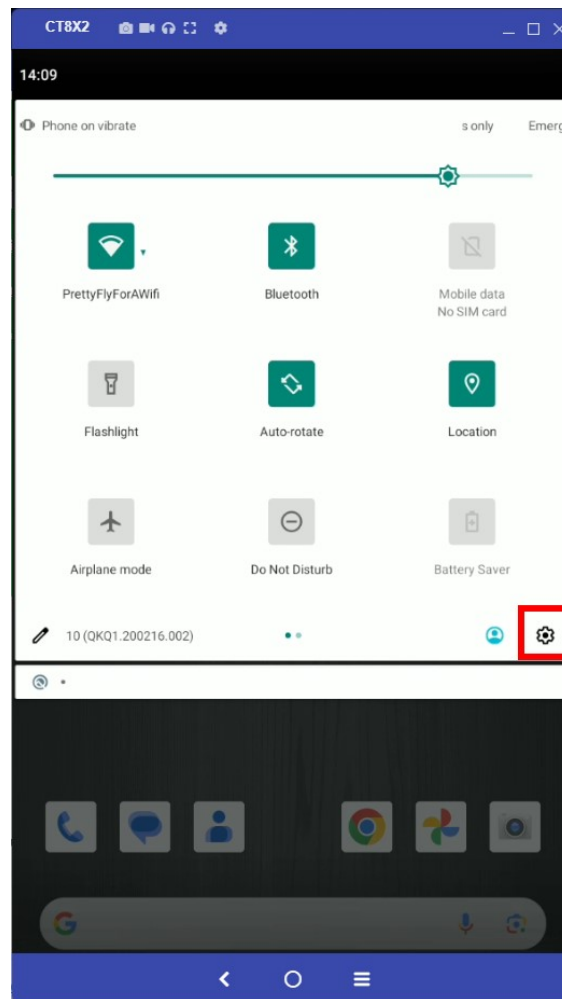 CT8X2
14:09
Phone on vibrate
s only
Emerg
PrettyFlyForAWifi
Bluetooth
Mobile data
No SIM card
Flashlight
Auto-rotate
Location
Airplane mode
Do Not Disturb
Battery Saver
10 (QKQ1.200216.002)
G